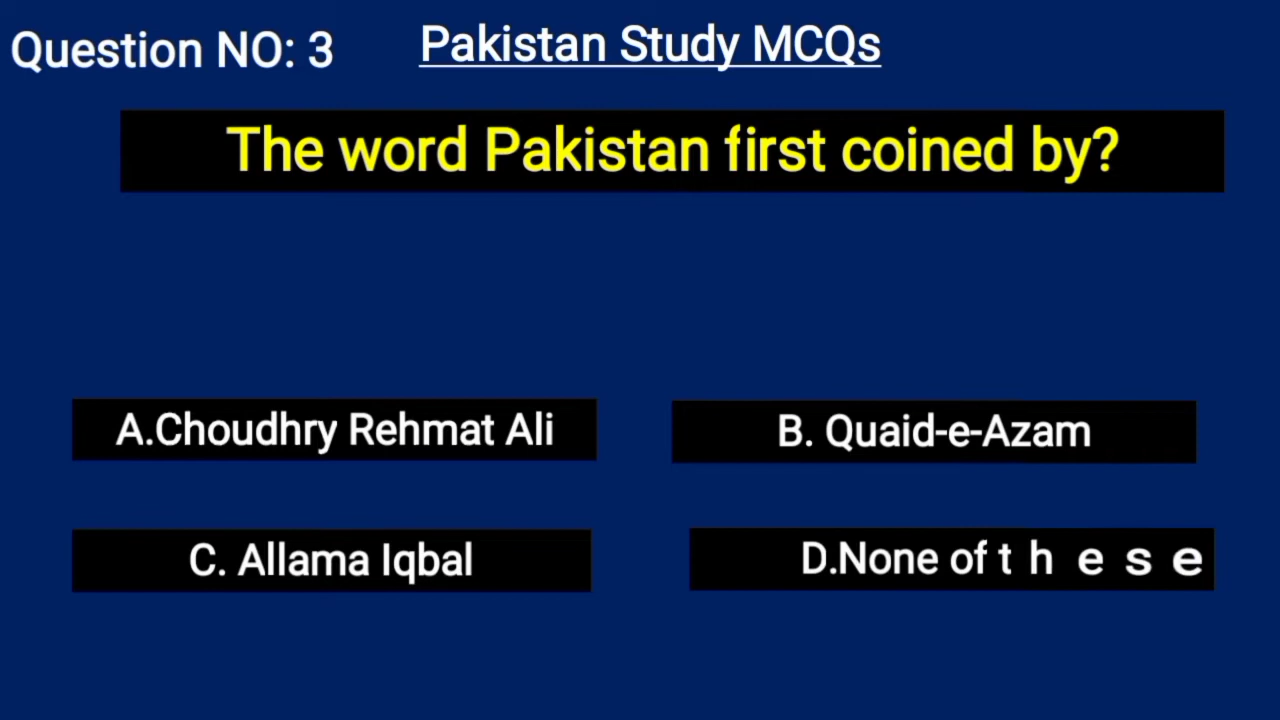 Question NO: 3
Pakistan Study MCQs
The word Pakistan first coined by?
A.Choudhry Rehmat Ali
B. Quaid-e-Azam
C. Allama Iqbal
D.None of t h e s e